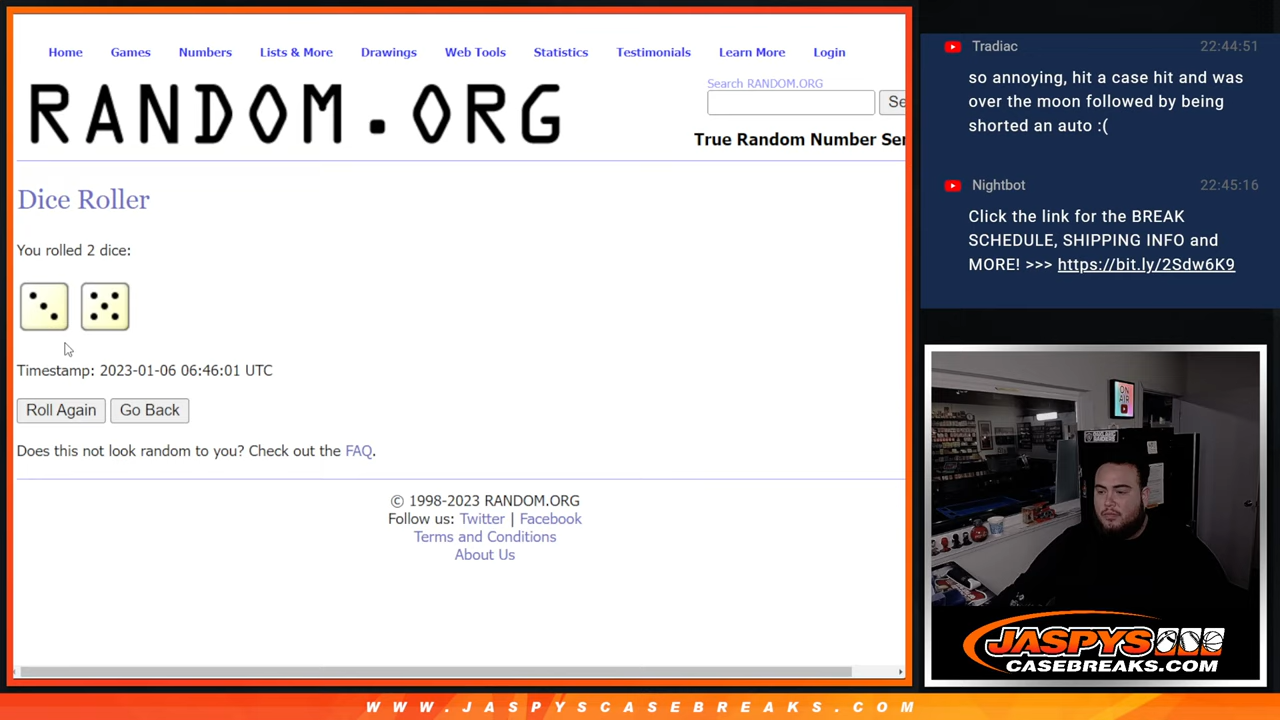 Home Games Numbers Lists & More Drawings Web Tools Statistics Testimonials Learn More Login
RANDOM.ORG
Search RANDOM.ORG
Se
True Random Number Ser
Dice Roller
You rolled 2 dice:
Timestamp: 2023-01-06 06:46:01 UTC
Roll Again Go Back
Does this not look random to you? Check out the FAQ.
© 1998-2023 RANDOM.ORG
Follow us: Twitter | Facebook
Terms and Conditions
About Us
Tradiac 22:44:51
so annoying, hit a case hit and was
over the moon followed by being
shorted an auto :(
Nightbot 22:45:16
Click the link for the BREAK
SCHEDULE, SHIPPING INFO and
MORE! >>> https://bit.ly/2Sdw6K9
ON
AIR
JASPYS
CASEBREAKS.COM
WWW.JASPYSCASEBREAKS.COM